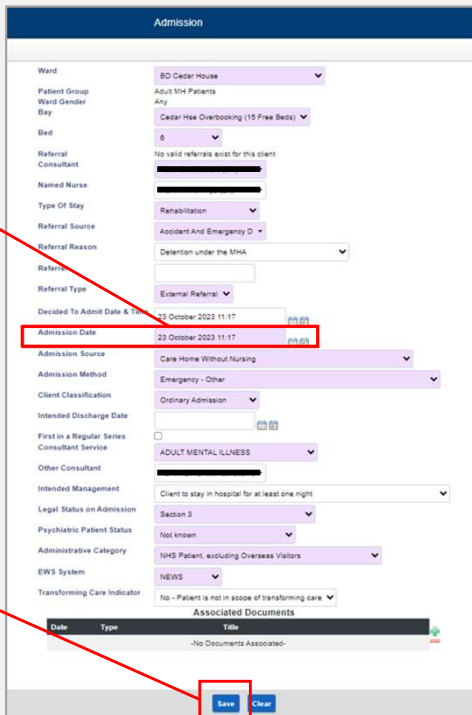 Admission
Ward BD Cedar House
Patient Group Adult MH Patients
Ward Gender Any
Bay Cedar Hse Overbooking (15 Free Beds)
Bed 6
Referral No valid referrals exist for this client
Consultant
Named Nurse
Type Of Stay Rehabilitation
Referral Source Accident And Emergency D
Referral Reason Detention under the MHA
Referrer
Referral Type External Referral
Decided To Admit Date & Time 23 October 2023 11:17
Admission Date 23 October 2023 11:17
Admission Source Care Home Without Nursing
Admission Method Emergency - Other
Client Classification Ordinary Admission
Intended Discharge Date
First in a Regular Series
Consultant Service ADULT MENTAL ILLNESS
Other Consultant
Intended Management Client to stay in hospital for at least one night
Legal Status on Admission Section 3
Psychiatric Patient Status Not known
Administrative Category NHS Patient, excluding Overseas Visitors
EWS System NEWS
Transforming Care Indicator No - Patient is not in scope of transforming care
Associated Documents
Date Type Title
-No Documents Associated-
Save Clear